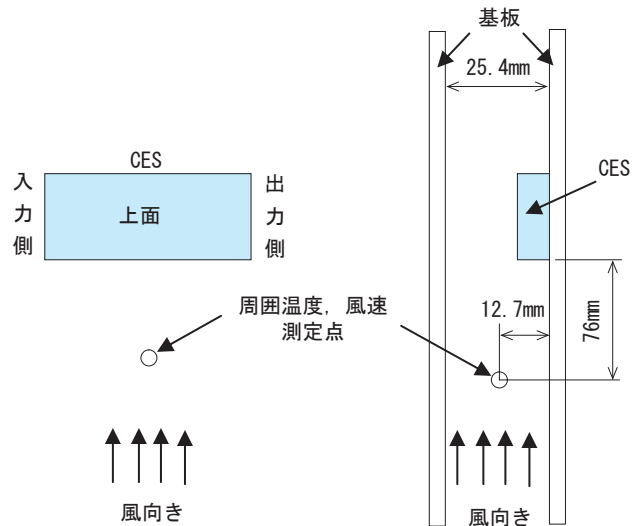 基板
25.4mm
CES
入力側
上面
出力側
CES
周囲温度，風速
測定点
12.7mm
76mm
風向き
風向き